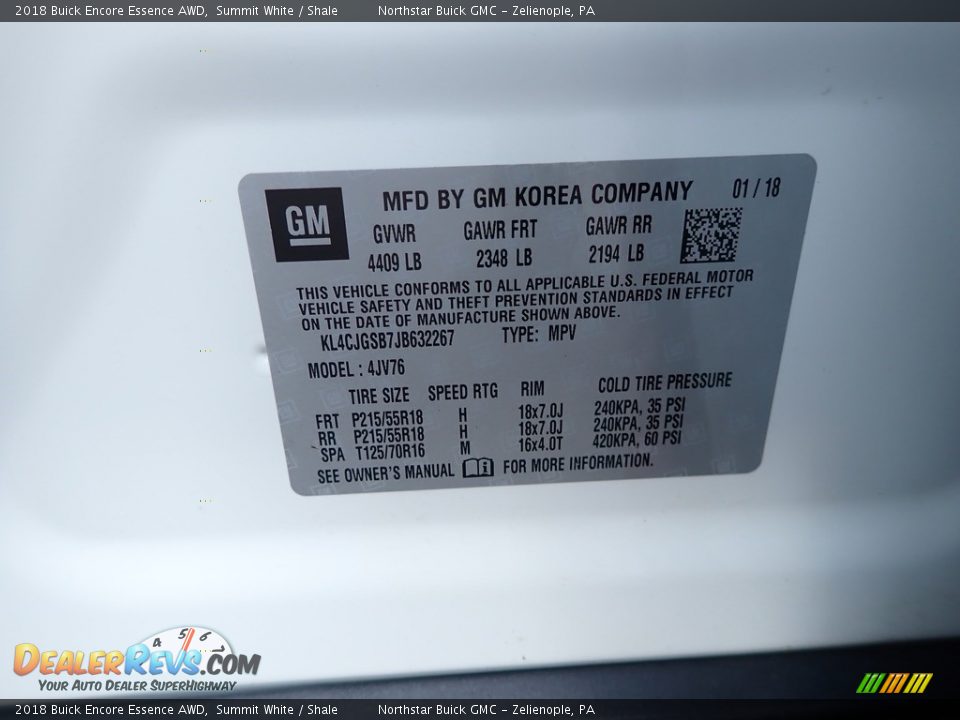 2018 Buick Encore Essence AWD, Summit White / Shale Northstar Buick GMC - Zelienople, PA
GM
MFD BY GM KOREA COMPANY 01 / 18
GVWR GAWR FRT GAWR RR
4409 LB 2348 LB 2194 LB
THIS VEHICLE CONFORMS TO ALL APPLICABLE U.S. FEDERAL MOTOR
VEHICLE SAFETY AND THEFT PREVENTION STANDARDS IN EFFECT
ON THE DATE OF MANUFACTURE SHOWN ABOVE.
KL4CJGSB7JB632267 TYPE: MPV
MODEL : 4JV76
TIRE SIZE SPEED RTG RIM COLD TIRE PRESSURE
FRT P215/55R18 H 18x7.0J 240KPA, 35 PSI
RR P215/55R18 H 18x7.0J 240KPA, 35 PSI
SPA T125/70R16 M 16x4.0T 420KPA, 60 PSI
SEE OWNER'S MANUAL FOR MORE INFORMATION.
4 5 6
DEALERREVS.COM
YOUR AUTO DEALER SUPERHIGHWAY
2018 Buick Encore Essence AWD, Summit White / Shale Northstar Buick GMC - Zelienople, PA